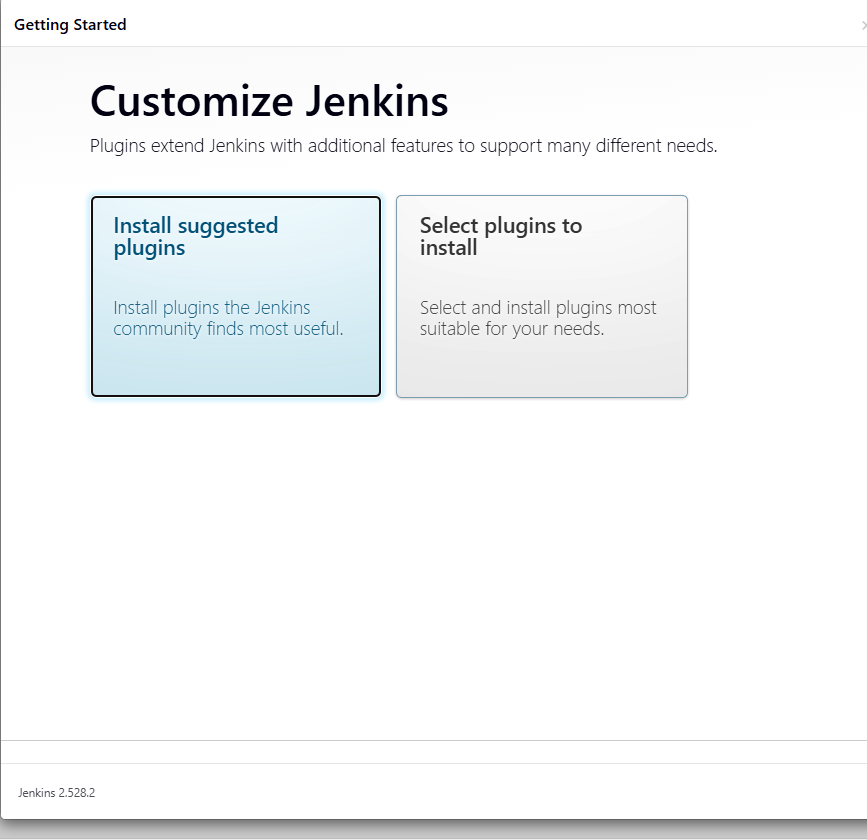 Getting Started
Customize Jenkins
Plugins extend Jenkins with additional features to support many different needs.
Install suggested
plugins
Install plugins the Jenkins
community finds most useful.
Select plugins to
install
Select and install plugins most
suitable for your needs.
Jenkins 2.528.2